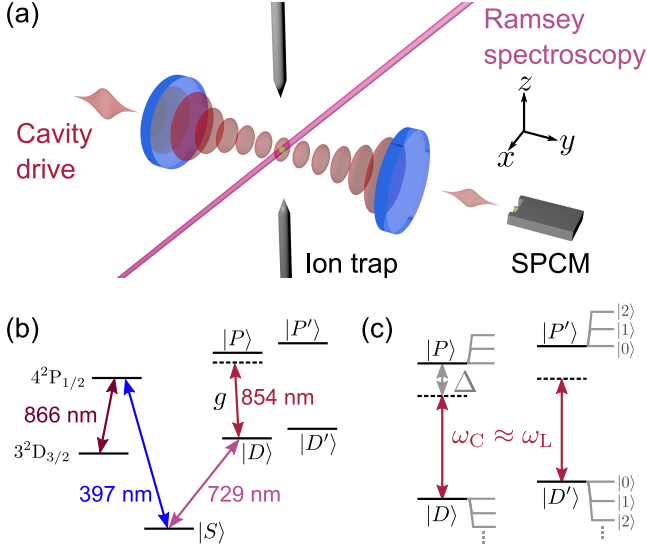 (a)
Ramsey
spectroscopy
Cavity
drive
z
x
y
Ion trap
SPCM
(b)
|P⟩
|P′⟩
4²P₁/₂
866 nm
g
854 nm
3²D₃/₂
|D⟩
|D′⟩
397 nm
729 nm
|S⟩
(c)
|P⟩
Δ
|P′⟩
|2⟩
|1⟩
|0⟩
ω_C ≈ ω_L
|D⟩
|D′⟩
|0⟩
|1⟩
|2⟩